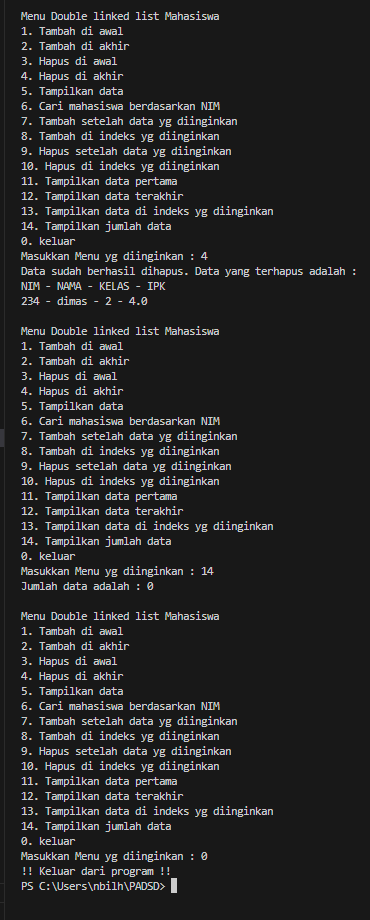 Menu Double linked list Mahasiswa
1. Tambah di awal
2. Tambah di akhir
3. Hapus di awal
4. Hapus di akhir
5. Tampilkan data
6. Cari mahasiswa berdasarkan NIM
7. Tambah setelah data yg diinginkan
8. Tambah di indeks yg diinginkan
9. Hapus setelah data yg diinginkan
10. Hapus di indeks yg diinginkan
11. Tampilkan data pertama
12. Tampilkan data terakhir
13. Tampilkan data di indeks yg diinginkan
14. Tampilkan jumlah data
0. keluar
Masukkan Menu yg diinginkan : 4
Data sudah berhasil dihapus. Data yang terhapus adalah :
NIM - NAMA - KELAS - IPK
234 - dimas - 2 - 4.0
Menu Double linked list Mahasiswa
1. Tambah di awal
2. Tambah di akhir
3. Hapus di awal
4. Hapus di akhir
5. Tampilkan data
6. Cari mahasiswa berdasarkan NIM
7. Tambah setelah data yg diinginkan
8. Tambah di indeks yg diinginkan
9. Hapus setelah data yg diinginkan
10. Hapus di indeks yg diinginkan
11. Tampilkan data pertama
12. Tampilkan data terakhir
13. Tampilkan data di indeks yg diinginkan
14. Tampilkan jumlah data
0. keluar
Masukkan Menu yg diinginkan : 14
Jumlah data adalah : 0
Menu Double linked list Mahasiswa
1. Tambah di awal
2. Tambah di akhir
3. Hapus di awal
4. Hapus di akhir
5. Tampilkan data
6. Cari mahasiswa berdasarkan NIM
7. Tambah setelah data yg diinginkan
8. Tambah di indeks yg diinginkan
9. Hapus setelah data yg diinginkan
10. Hapus di indeks yg diinginkan
11. Tampilkan data pertama
12. Tampilkan data terakhir
13. Tampilkan data di indeks yg diinginkan
14. Tampilkan jumlah data
0. keluar
Masukkan Menu yg diinginkan : 0
!! Keluar dari program !!
PS C:\Users\nbilh\PADSD>